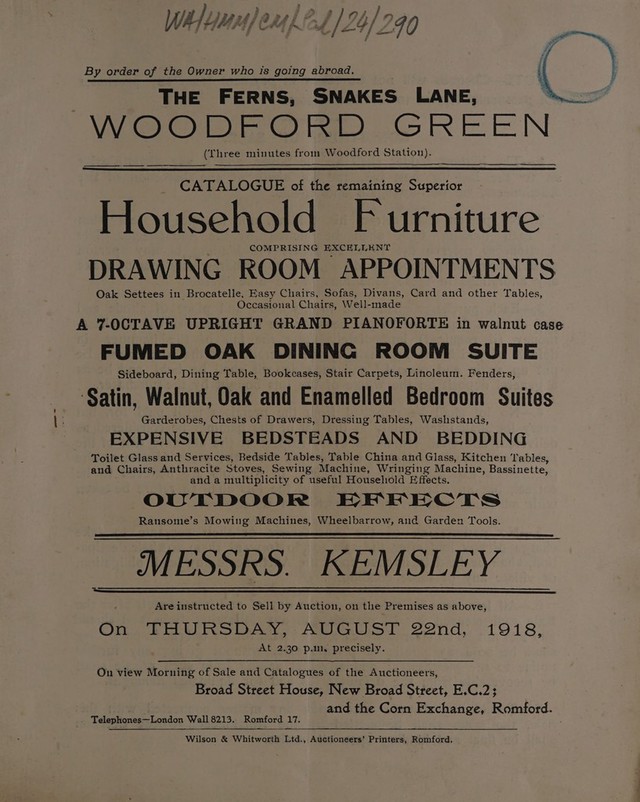 WA/HMM/CM/Sal/24/290
By order of the Owner who is going abroad.
THE FERNS, SNAKES LANE,
WOODFORD GREEN
(Three minutes from Woodford Station).
CATALOGUE of the remaining Superior
Household Furniture
COMPRISING EXCELLENT
DRAWING ROOM APPOINTMENTS
Oak Settees in Brocatelle, Easy Chairs, Sofas, Divans, Card and other Tables,
Occasional Chairs, Well-made
A 7-OCTAVE UPRIGHT GRAND PIANOFORTE in walnut case
FUMED OAK DINING ROOM SUITE
Sideboard, Dining Table, Bookcases, Stair Carpets, Linoleum. Fenders,
Satin, Walnut, Oak and Enamelled Bedroom Suites
Garderobes, Chests of Drawers, Dressing Tables, Washstands,
EXPENSIVE BEDSTEADS AND BEDDING
Toilet Glass and Services, Bedside Tables, Table China and Glass, Kitchen Tables,
and Chairs, Anthracite Stoves, Sewing Machine, Wringing Machine, Bassinette,
and a multiplicity of useful Household Effects.
OUTDOOR EFFECTS
Ransome's Mowing Machines, Wheelbarrow, and Garden Tools.
MESSRS. KEMSLEY
Are instructed to Sell by Auction, on the Premises as above,
On THURSDAY, AUGUST 22nd, 1918,
At 2.30 p.m. precisely.
On view Morning of Sale and Catalogues of the Auctioneers,
Broad Street House, New Broad Street, E.C.2;
and the Corn Exchange, Romford.
Telephones—London Wall 8213. Romford 17.
Wilson & Whitworth Ltd., Auctioneers' Printers, Romford.